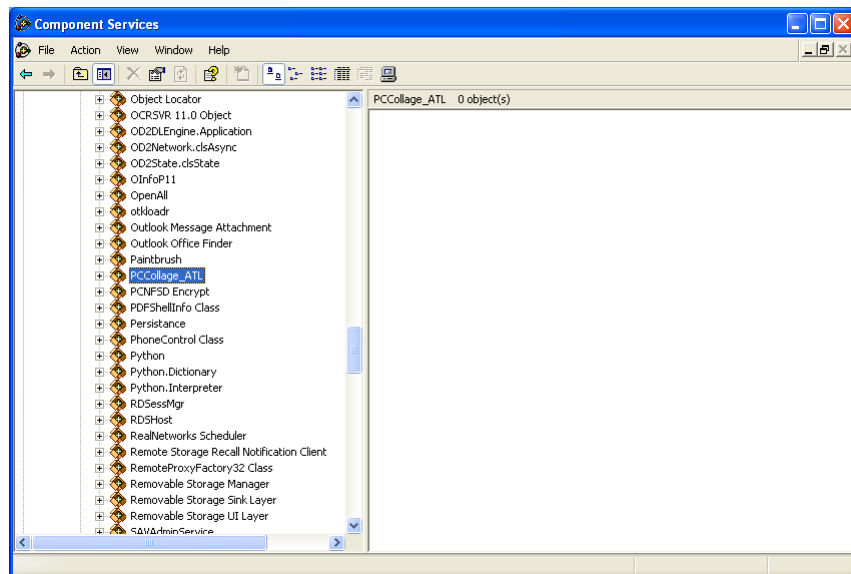 Component Services
File Action View Window Help
PCCollage_ATL 0 object(s)
Object Locator
OCRSVR 11.0 Object
OD2DLEngine.Application
OD2Network.clsAsync
OD2State.clsState
OInfoP11
OpenAll
otkloadr
Outlook Message Attachment
Outlook Office Finder
Paintbrush
PCCollage_ATL
PCNFSD Encrypt
PDFShellInfo Class
Persistance
PhoneControl Class
Python
Python.Dictionary
Python.Interpreter
RDSessMgr
RDSHost
RealNetworks Scheduler
Remote Storage Recall Notification Client
RemoteProxyFactory32 Class
Removable Storage Manager
Removable Storage Sink Layer
Removable Storage UI Layer
SAVAdminService